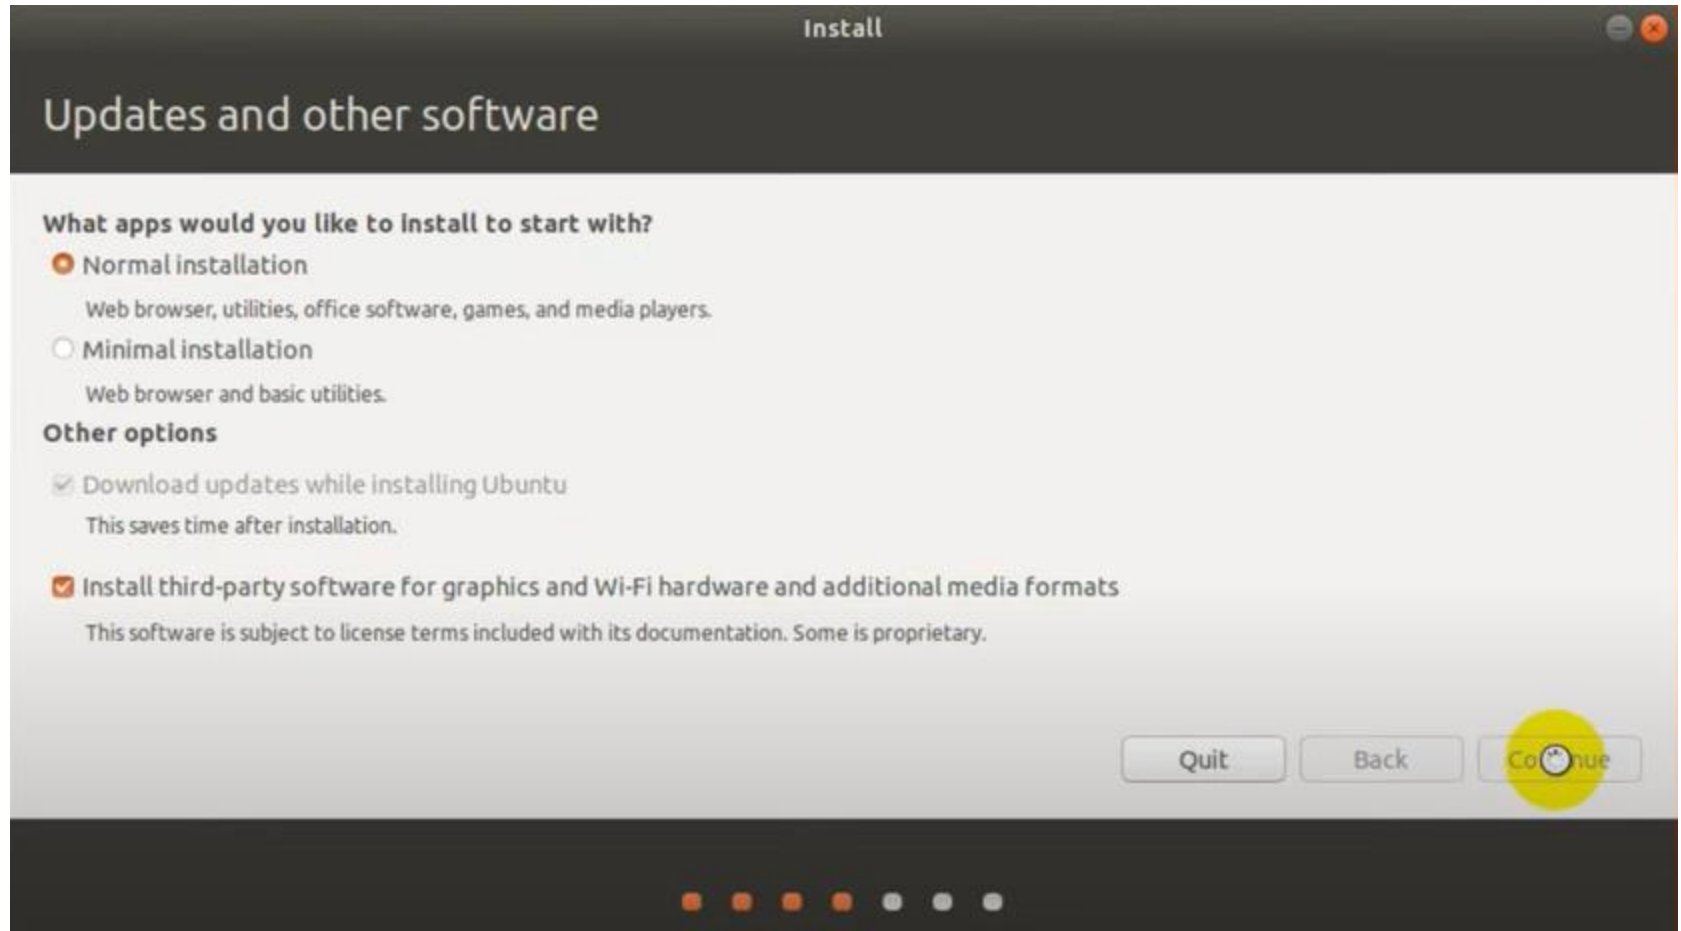 Install
Updates and other software
What apps would you like to install to start with?
Normal installation
Web browser, utilities, office software, games, and media players.
Minimal installation
Web browser and basic utilities.
Other options
Download updates while installing Ubuntu
This saves time after installation.
Install third-party software for graphics and Wi-Fi hardware and additional media formats
This software is subject to license terms included with its documentation. Some is proprietary.
Quit Back Continue